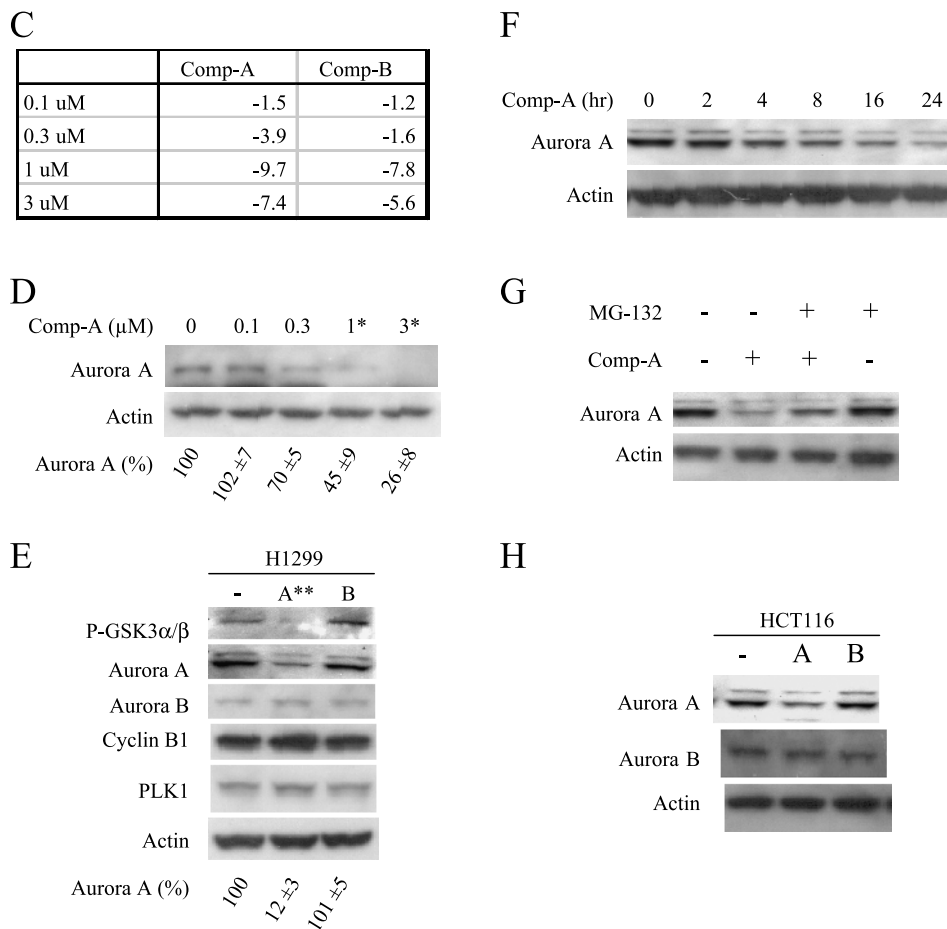 C
Comp-A Comp-B
0.1 uM -1.5 -1.2
0.3 uM -3.9 -1.6
1 uM -9.7 -7.8
3 uM -7.4 -5.6
D
Comp-A (µM) 0 0.1 0.3 1* 3*
Aurora A
Actin
Aurora A (%) 100 102 ±7 70 ±5 45 ±9 26 ±8
E
H1299
- A** B
P-GSK3α/β
Aurora A
Aurora B
Cyclin B1
PLK1
Actin
Aurora A (%) 100 12 ±3 101 ±5
F
Comp-A (hr) 0 2 4 8 16 24
Aurora A
Actin
G
MG-132 - - + +
Comp-A - + + -
Aurora A
Actin
H
HCT116
- A B
Aurora A
Aurora B
Actin